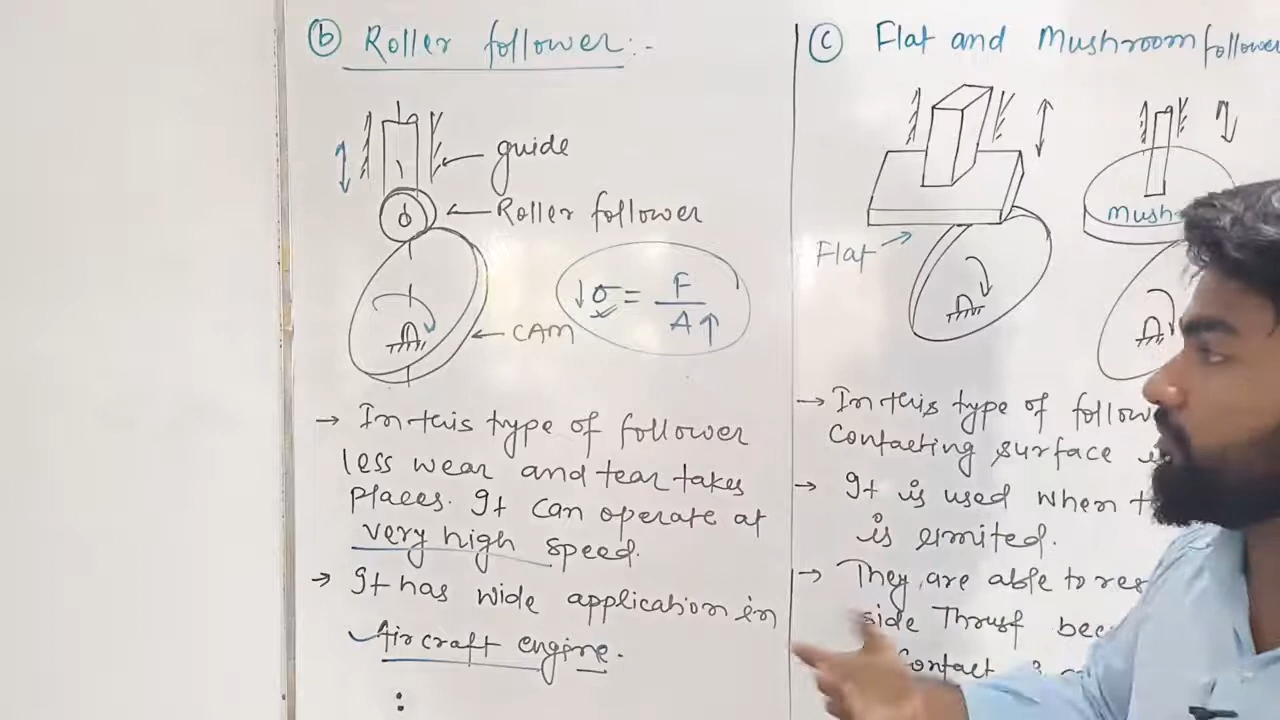 (b) Roller follower:-
guide
Roller follower
CAM
↓σ = F/A↑
→ In this type of follower
less wear and tear takes
places. It can operate at
very high speed.
→ It has wide application in
Aircraft engine.
:
(c) Flat and Mushroom follower
Flat
Mush
→ In this type of follow
Contacting surface
→ It is used when
is limited.
→ They are able to res
side Thrust bec
Contact